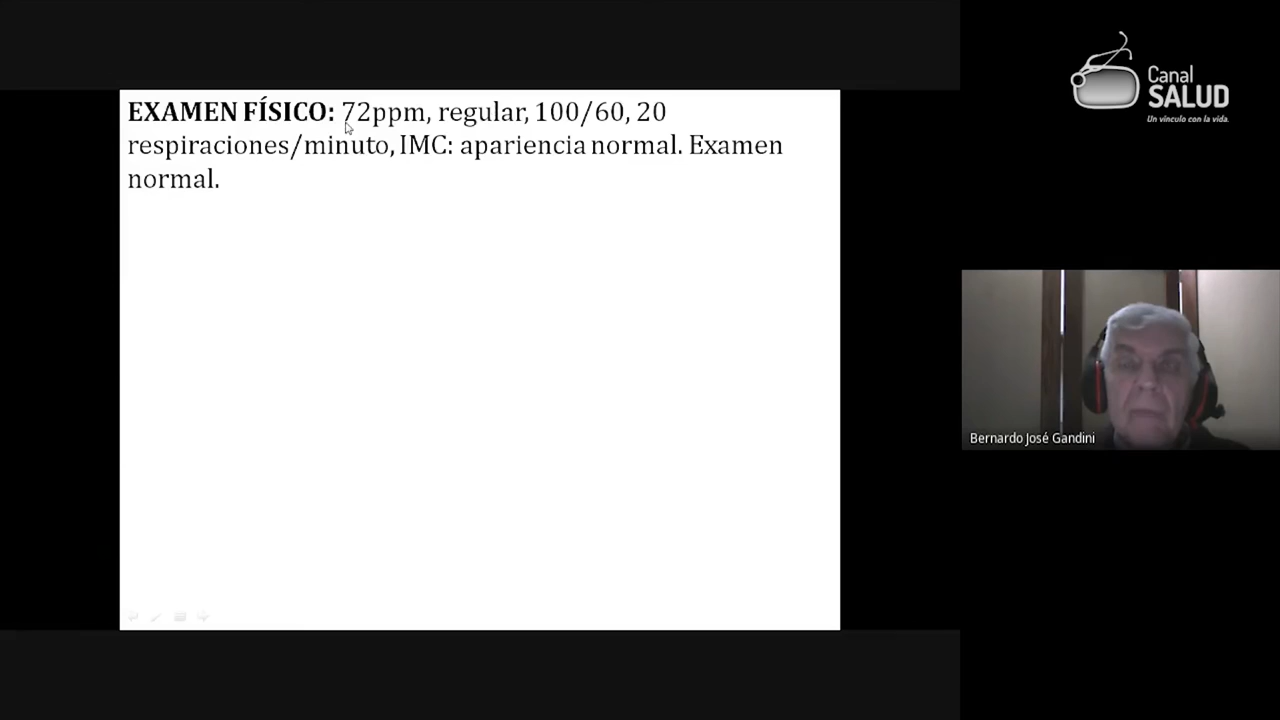 EXAMEN FÍSICO: 72ppm, regular, 100/60, 20
respiraciones/minuto, IMC: apariencia normal. Examen
normal.
Canal
SALUD
Un vínculo con la vida.
Bernardo José Gandini